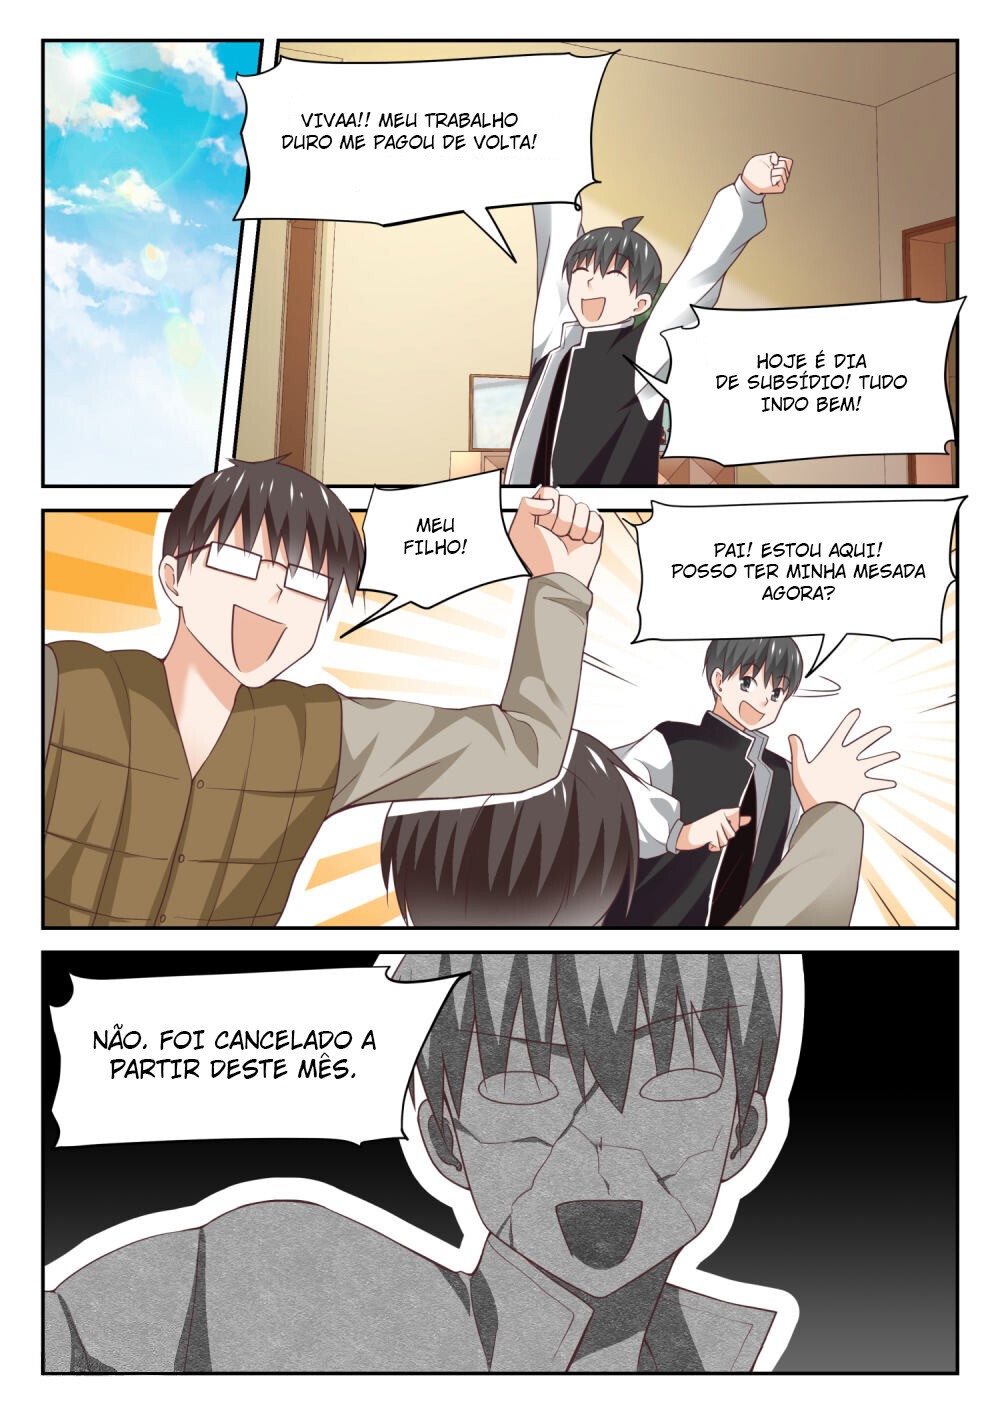 VIVAA!! MEU TRABALHO
DURO ME PAGOU DE VOLTA!
HOJE É DIA
DE SUBSÍDIO! TUDO
INDO BEM!
MEU
FILHO!
PAI! ESTOU AQUI!
POSSO TER MINHA MESADA
AGORA?
NÃO. FOI CANCELADO A
PARTIR DESTE MÊS.